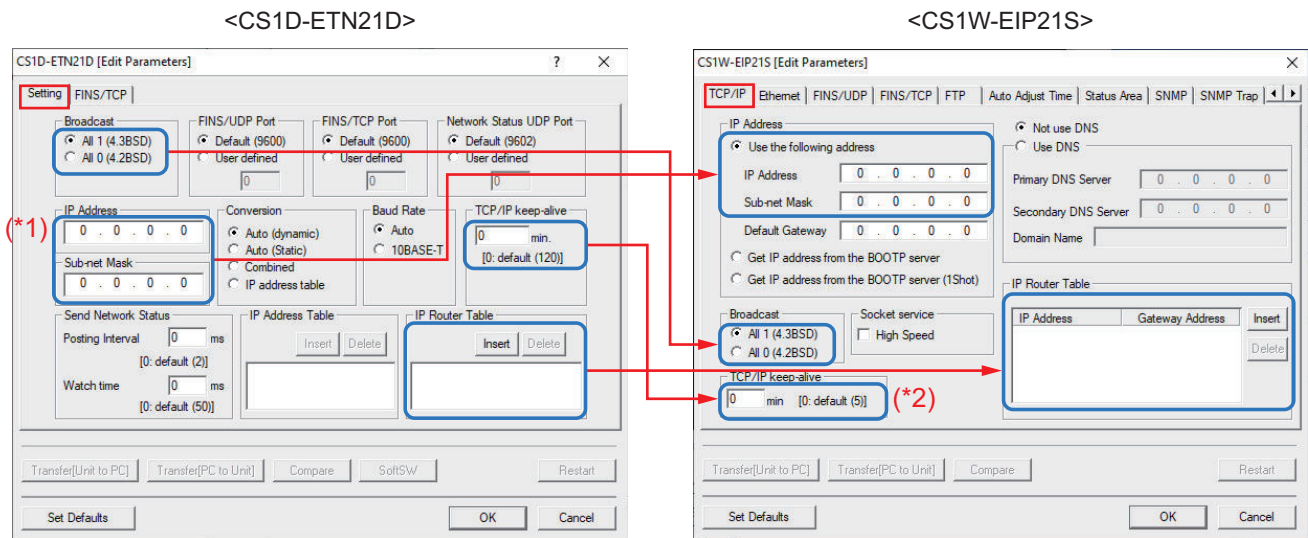 <CS1D-ETN21D>
<CS1W-EIP21S>
CS1D-ETN21D [Edit Parameters] ? ×
Setting FINS/TCP
Broadcast
All 1 (4.3BSD)
All 0 (4.2BSD)
FINS/UDP Port
Default (9600)
User defined
0
FINS/TCP Port
Default (9600)
User defined
0
Network Status UDP Port
Default (9602)
User defined
0
(*1)
IP Address
0 . 0 . 0 . 0
Sub-net Mask
0 . 0 . 0 . 0
Conversion
Auto (dynamic)
Auto (Static)
Combined
IP address table
Baud Rate
Auto
10BASE-T
TCP/IP keep-alive
0 min.
[0: default (120)]
Send Network Status
Posting Interval 0 ms
[0: default (2)]
Watch time 0 ms
[0: default (50)]
IP Address Table
Insert Delete
IP Router Table
Insert Delete
Transfer[Unit to PC] Transfer[PC to Unit] Compare SoftSW Restart
Set Defaults OK Cancel
CS1W-EIP21S [Edit Parameters] ×
TCP/IP Ethernet FINS/UDP FINS/TCP FTP Auto Adjust Time Status Area SNMP SNMP Trap
IP Address
Use the following address
IP Address 0 . 0 . 0 . 0
Sub-net Mask 0 . 0 . 0 . 0
Default Gateway 0 . 0 . 0 . 0
Get IP address from the BOOTP server
Get IP address from the BOOTP server (1Shot)
Not use DNS
Use DNS
Primary DNS Server 0 . 0 . 0 . 0
Secondary DNS Server 0 . 0 . 0 . 0
Domain Name
Broadcast
All 1 (4.3BSD)
All 0 (4.2BSD)
Socket service
High Speed
TCP/IP keep-alive
0 min [0: default (5)]
(*2)
IP Router Table
IP Address Gateway Address Insert
Delete
Transfer[Unit to PC] Transfer[PC to Unit] Compare Restart
Set Defaults OK Cancel